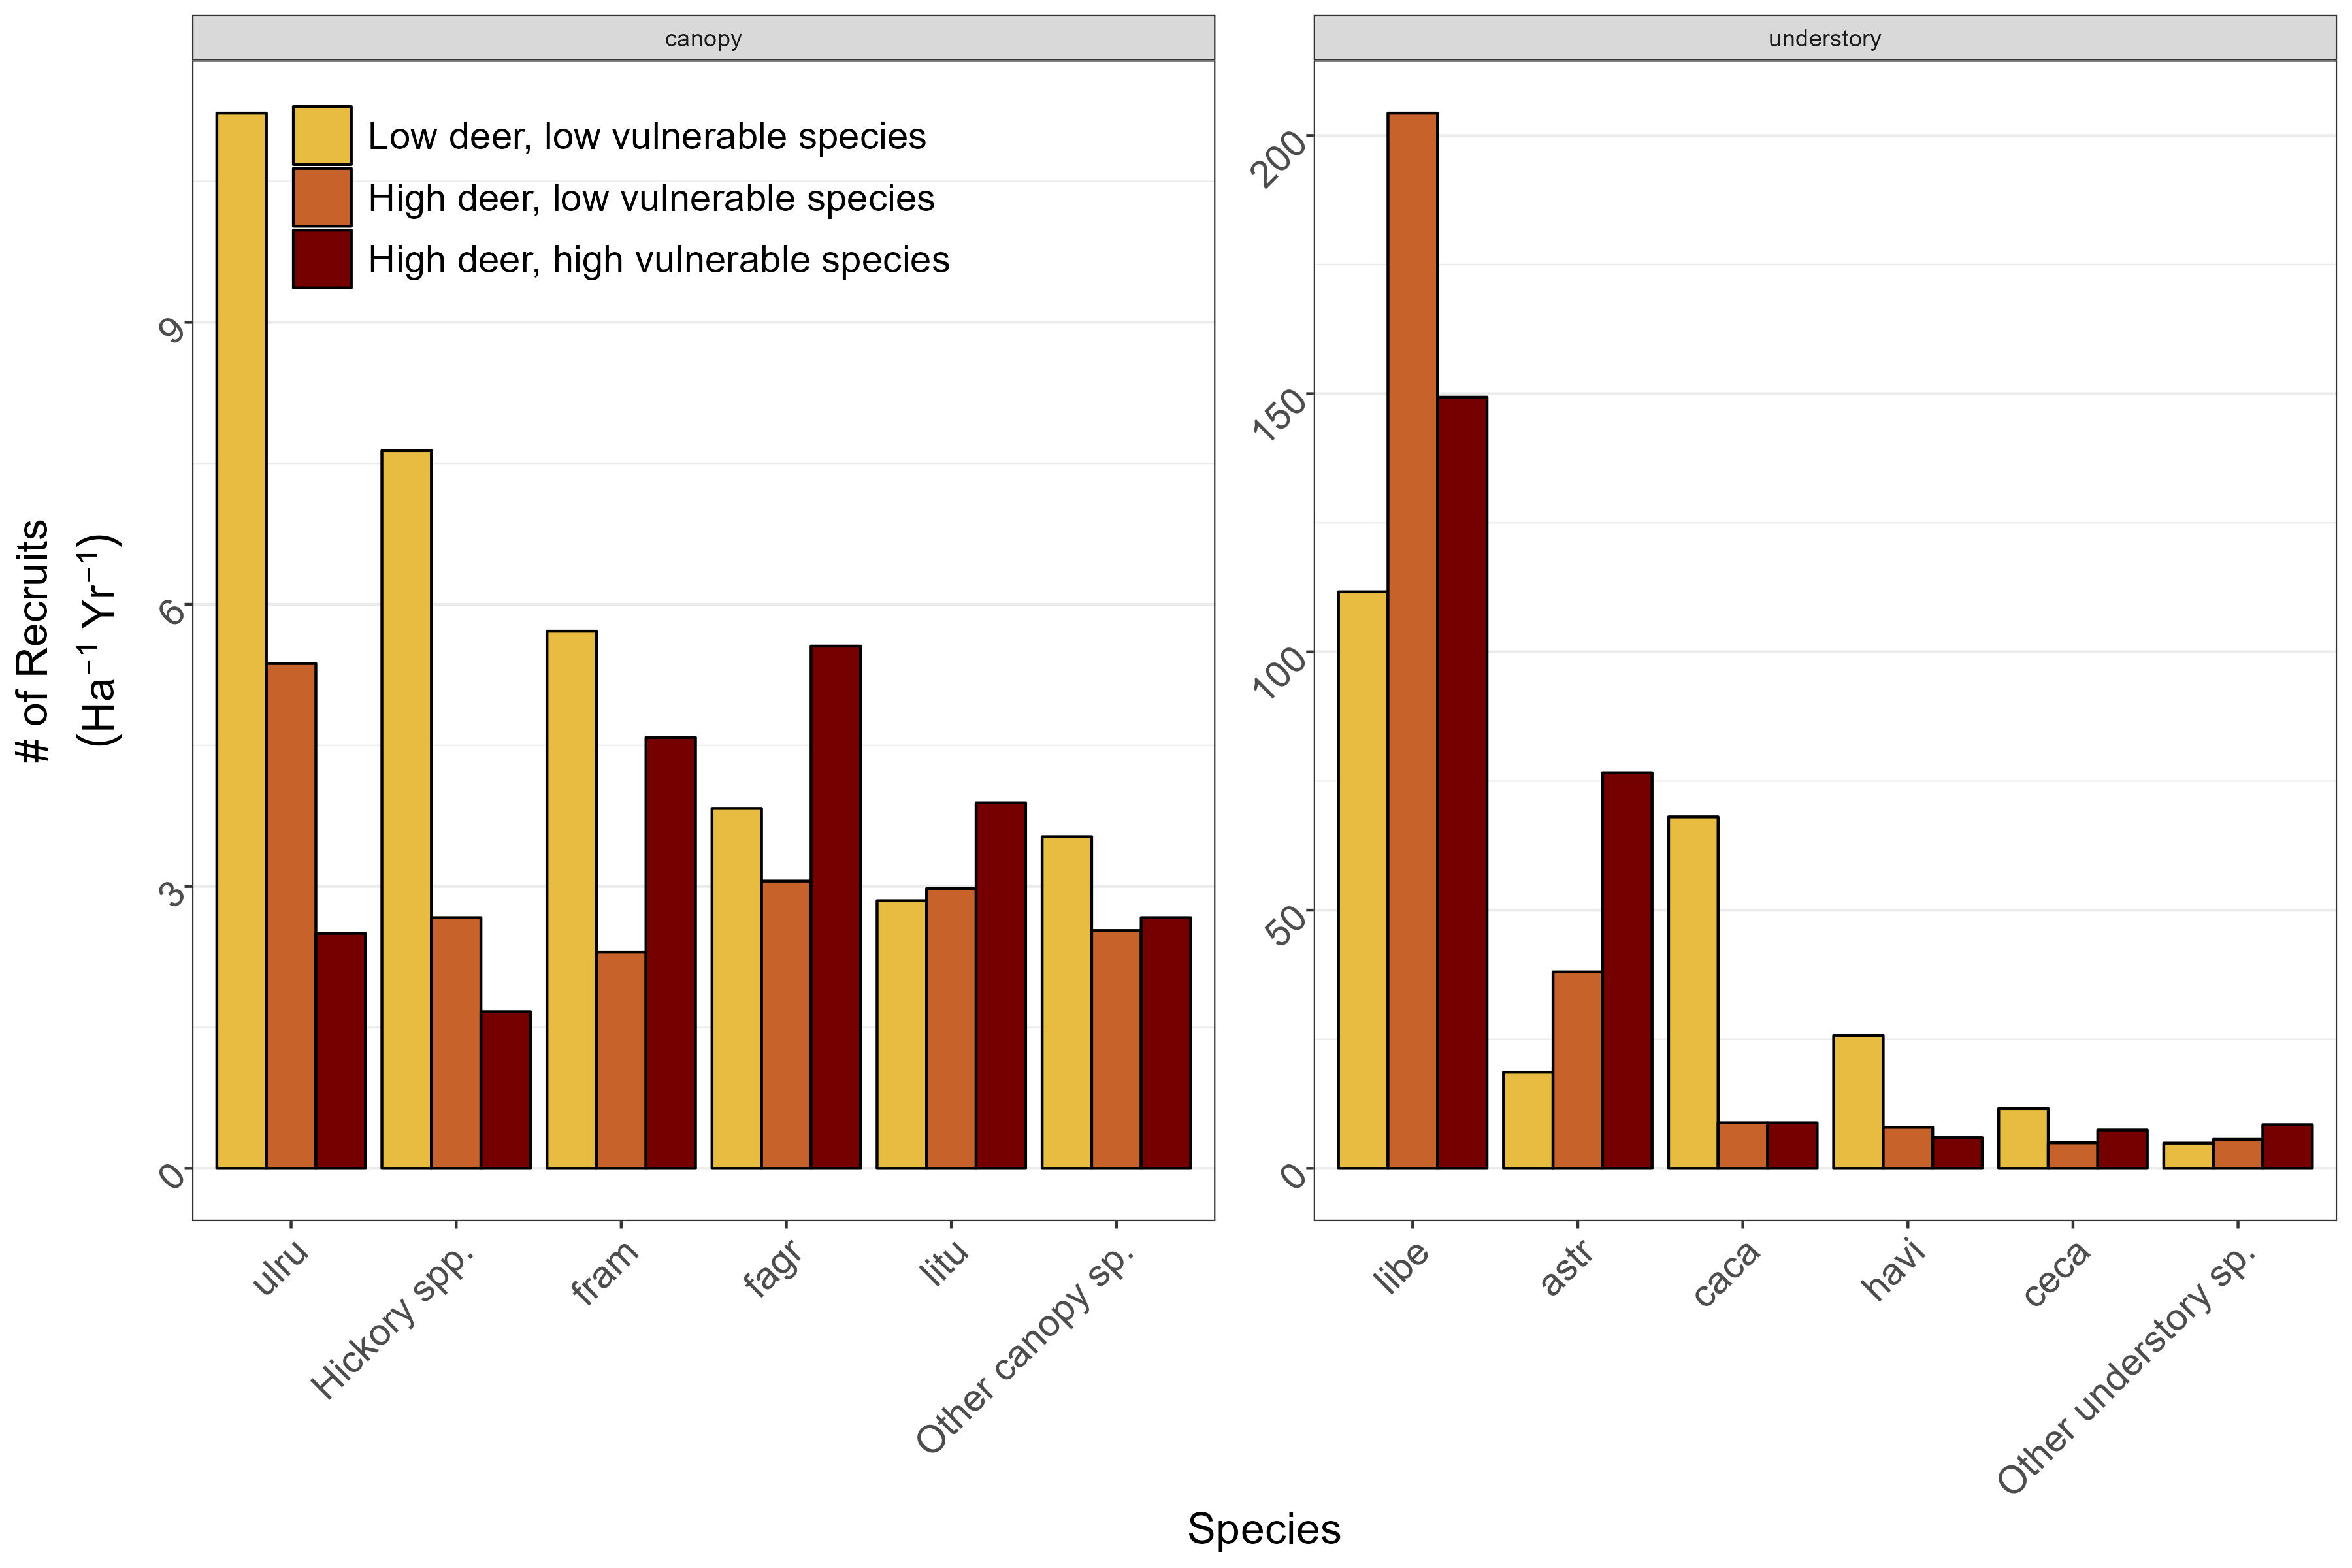 canopy
understory
Low deer, low vulnerable species
High deer, low vulnerable species
High deer, high vulnerable species
# of Recruits
(Ha⁻¹ Yr⁻¹)
9
6
3
0
200
150
100
50
0
ulru
Hickory spp.
fram
fagr
litu
Other canopy sp.
libe
astr
caca
havi
ceca
Other understory sp.
Species